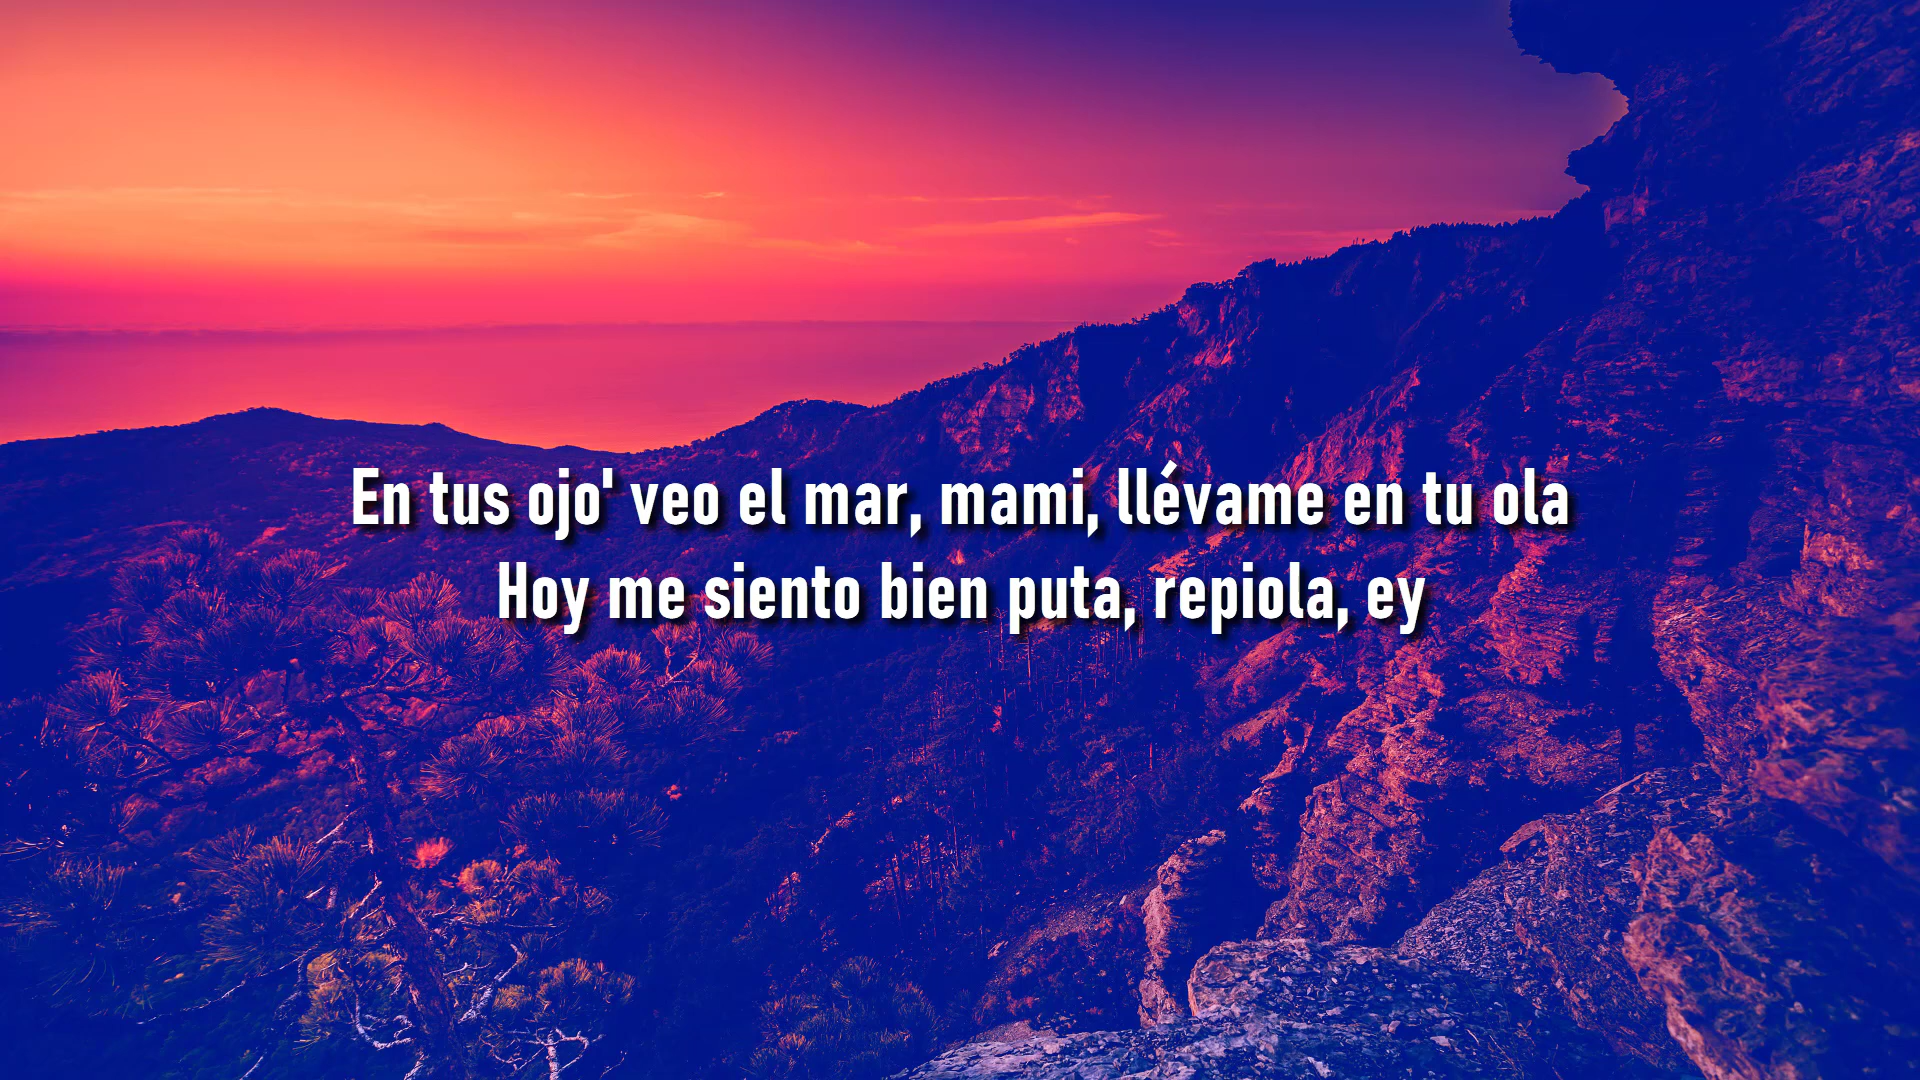 En tus ojo' veo el mar, mami, llévame en tu ola
Hoy me siento bien puta, repiola, ey